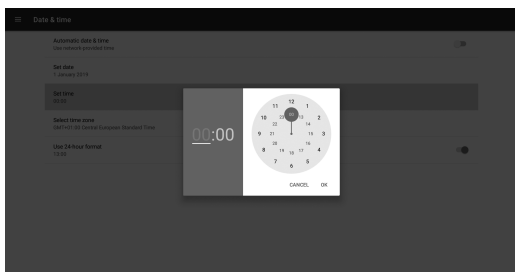 Date & time
Automatic date & time
Use network-provided time
Set date
1 January 2019
Set time
00:00
Select time zone
GMT+01:00 Central European Standard Time
Use 24-hour format
13:00
00:00
12
11 1
00
10 23 13 2
22 14
9 21 15 3
20 16
8 19 18 17 4
7 5
6
CANCEL OK